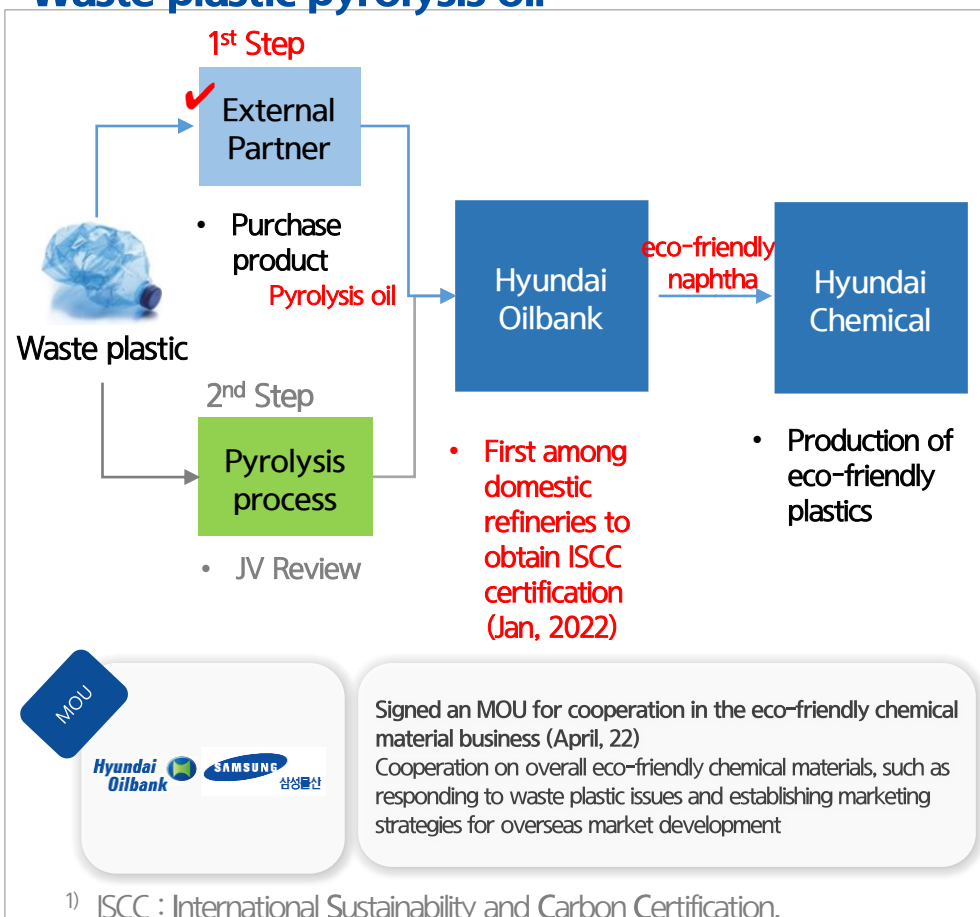 Waste plastic pyrolysis oil
1st Step
External
Partner
• Purchase
product
Pyrolysis oil
Waste plastic
2nd Step
Pyrolysis
process
• JV Review
Hyundai
Oilbank
• First among
domestic
refineries to
obtain ISCC
certification
(Jan, 2022)
eco-friendly
naphtha
Hyundai
Chemical
• Production of
eco-friendly
plastics
MOU
Hyundai
Oilbank
SAMSUNG
삼성물산
Signed an MOU for cooperation in the eco-friendly chemical
material business (April, 22)
Cooperation on overall eco-friendly chemical materials, such as
responding to waste plastic issues and establishing marketing
strategies for overseas market development
1) ISCC : International Sustainability and Carbon Certification.